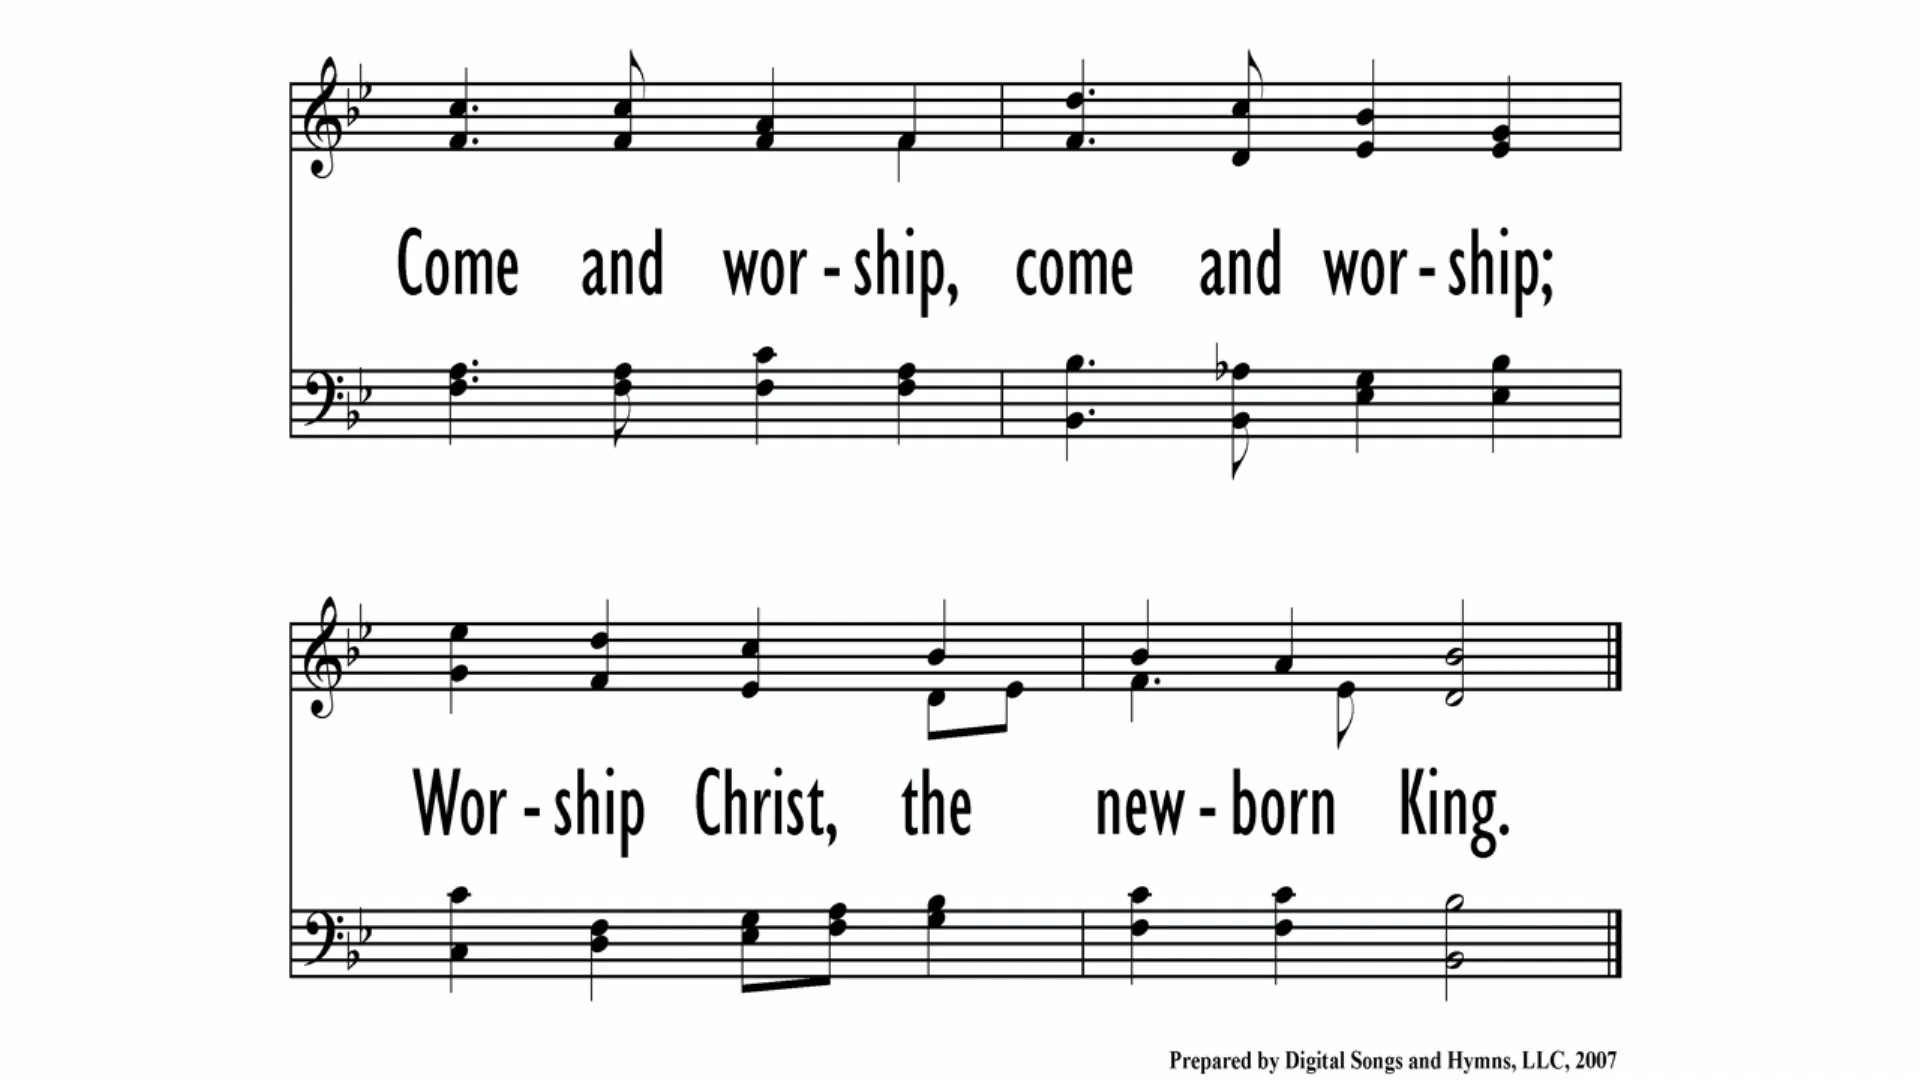 Come and wor - ship, come and wor - ship;
Wor - ship Christ, the new - born King.
Prepared by Digital Songs and Hymns, LLC, 2007